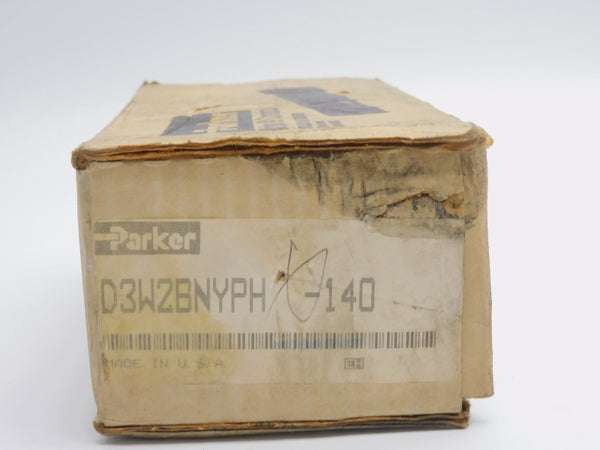 Parker
D3W2BNYPH -140
MADE IN U.S.A.
EH